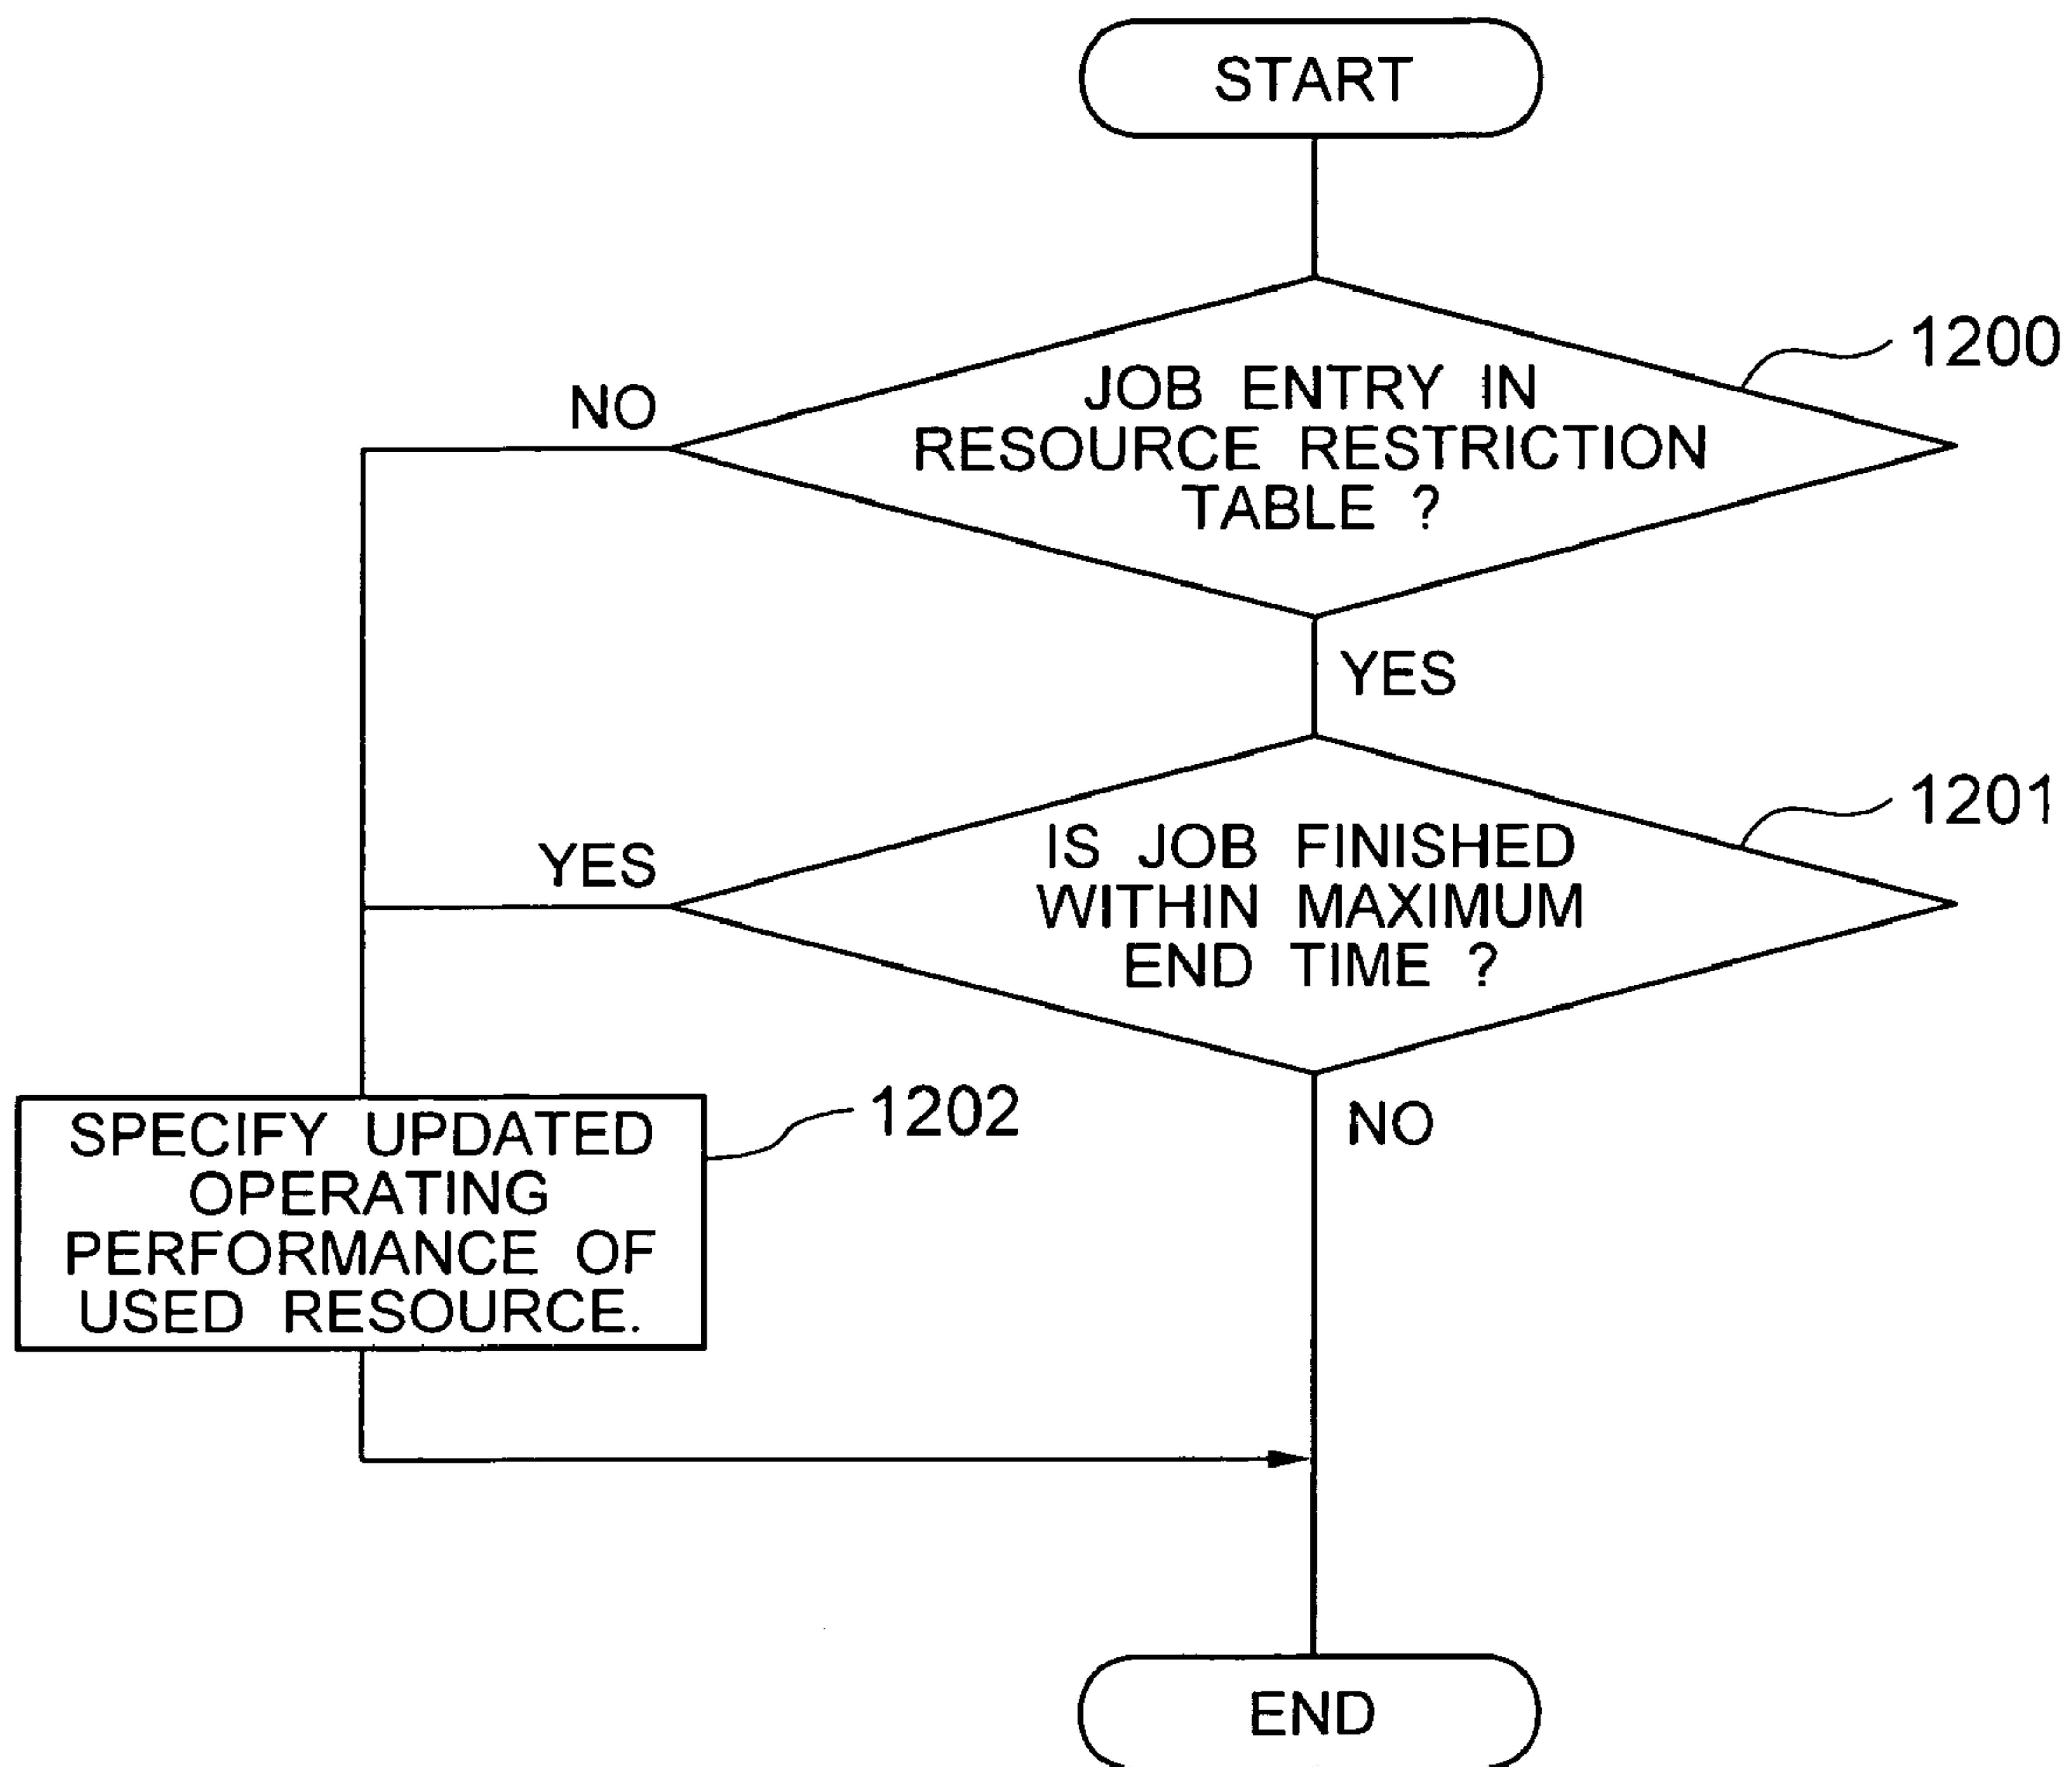 START
1200
NO
JOB ENTRY IN
RESOURCE RESTRICTION
TABLE ?
YES
1201
YES
IS JOB FINISHED
WITHIN MAXIMUM
END TIME ?
1202
NO
SPECIFY UPDATED
OPERATING
PERFORMANCE OF
USED RESOURCE.
END